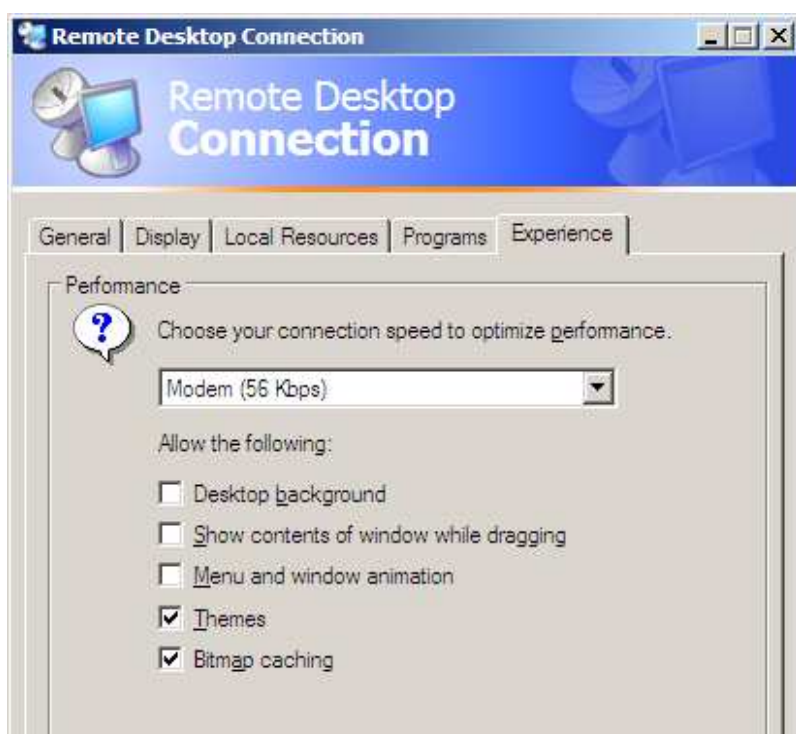 Remote Desktop Connection
Remote Desktop
Connection
General Display Local Resources Programs Experience
Performance
?
Choose your connection speed to optimize performance.
Modem (56 Kbps)
Allow the following:
Desktop background
Show contents of window while dragging
Menu and window animation
Themes
Bitmap caching